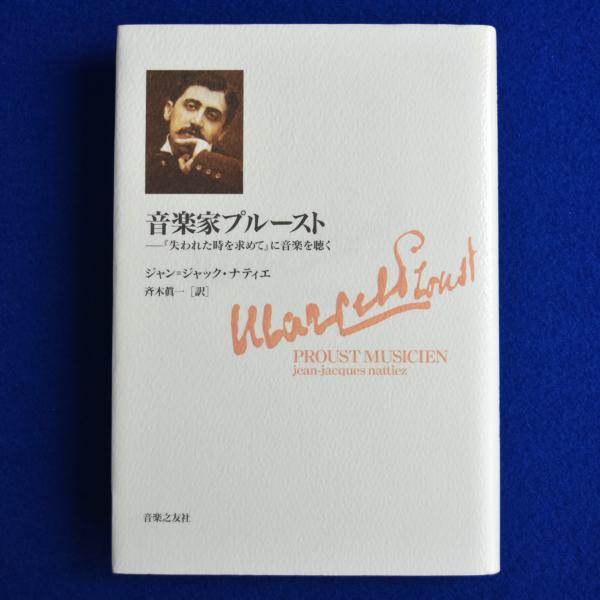 音楽家プルースト
──『失われた時を求めて』に音楽を聴く
ジャン=ジャック・ナティエ
斉木眞一［訳］
Marcel Proust
PROUST MUSICIEN
jean-jacques nattiez
音楽之友社